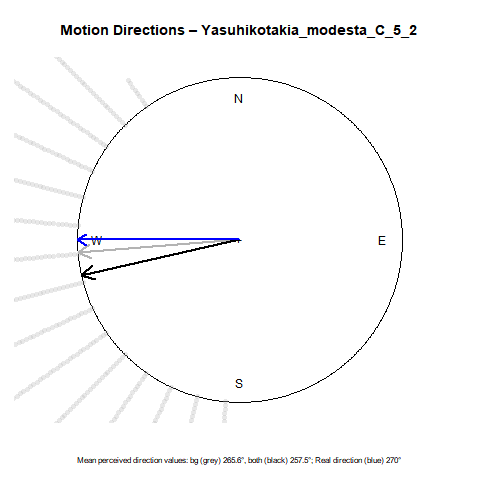 Motion Directions – Yasuhikotakia_modesta_C_5_2
N
W
E
S
Mean perceived direction values: bg (grey) 265.6°, both (black) 257.5°; Real direction (blue) 270°